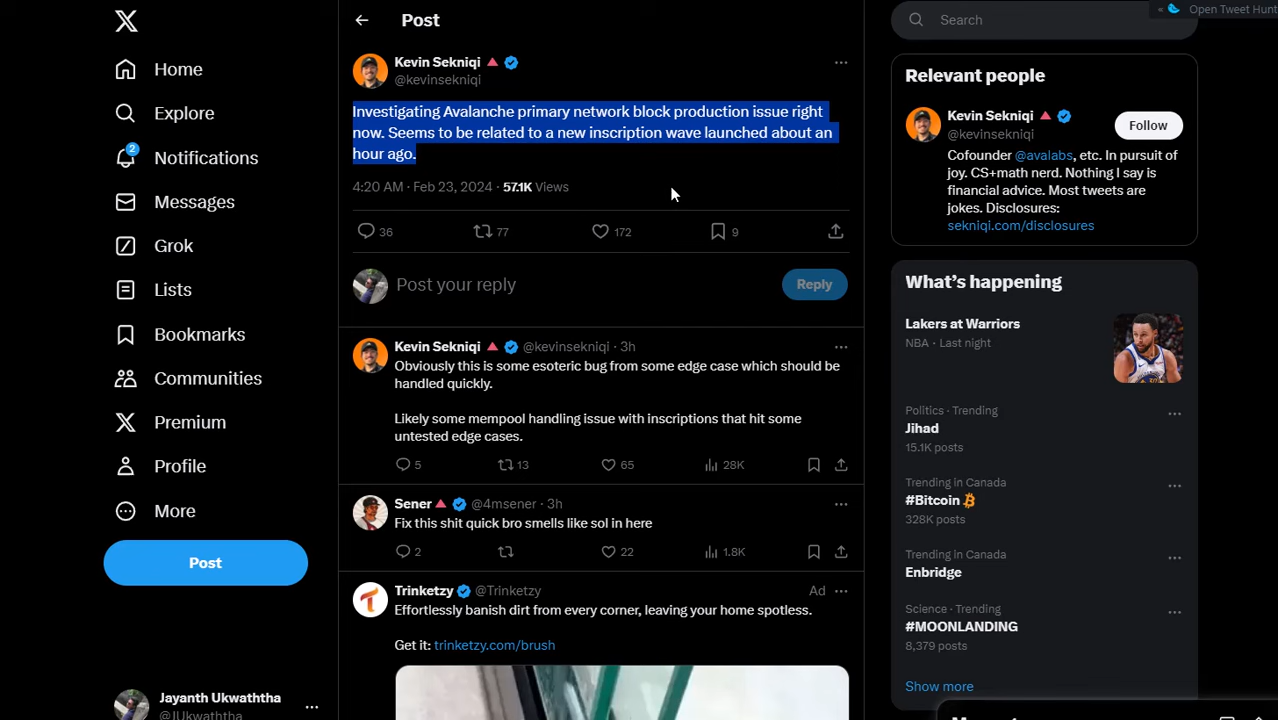 Home
Explore
2
Notifications
Messages
Grok
Lists
Bookmarks
Communities
Premium
Profile
More
Post
Jayanth Ukwaththa
@JUkwaththa
Post
Kevin Sekniqi
@kevinsekniqi
Investigating Avalanche primary network block production issue right
now. Seems to be related to a new inscription wave launched about an
hour ago.
4:20 AM · Feb 23, 2024 · 57.1K Views
36
77
172
9
Post your reply
Reply
Kevin Sekniqi @kevinsekniqi · 3h
Obviously this is some esoteric bug from some edge case which should be
handled quickly.
Likely some mempool handling issue with inscriptions that hit some
untested edge cases.
5
13
65
28K
Sener @4msener · 3h
Fix this shit quick bro smells like sol in here
2
22
1.8K
Trinketzy @Trinketzy
Ad
Effortlessly banish dirt from every corner, leaving your home spotless.
Get it: trinketzy.com/brush
« Open Tweet Hunt
Search
Relevant people
Kevin Sekniqi
@kevinsekniqi
Follow
Cofounder @avalabs, etc. In pursuit of
joy. CS+math nerd. Nothing I say is
financial advice. Most tweets are
jokes. Disclosures:
sekniqi.com/disclosures
What's happening
Lakers at Warriors
NBA · Last night
Politics · Trending
Jihad
15.1K posts
Trending in Canada
#Bitcoin
328K posts
Trending in Canada
Enbridge
Science · Trending
#MOONLANDING
8,379 posts
Show more